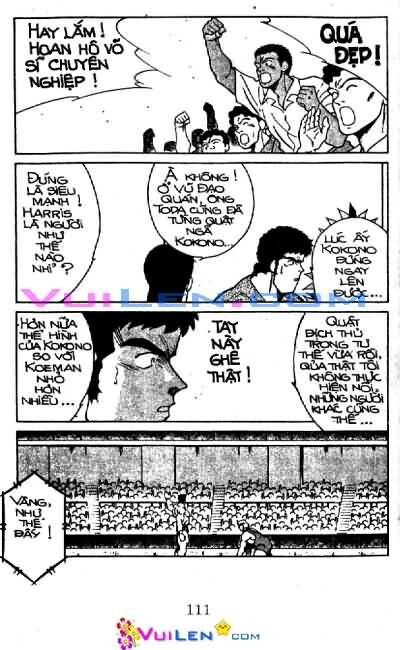 HAY LẮM!
HOAN HÔ VÕ
SĨ CHUYÊN
NGHIỆP!
QUÁ
ĐẸP!
ĐÚNG
LÀ SIÊU
MẠNH!
HARRIS
LÀ NGƯỜI
NHƯ
THẾ
NÀO
NHỈ?
À KHÔNG!
Ở VŨ ĐẠO
QUÁN, ÔNG
TODA CŨNG ĐÃ
TỪNG QUẬT
NGÃ
KOKONO...
LÚC ẤY
KOKONO
ĐỨNG
NGAY
LÊN
ĐƯỢC...
VUILEN.COM
HƠN NỮA
THỂ HÌNH
CỦA KOKONO
SO VỚI
KOEMAN
NHỎ
HƠN
NHIỀU...
TAY
NÀY
GHÊ
THẬT!
QUẬT
ĐỊCH THỦ
TRONG TƯ
THẾ VỪA RỒI,
QỦA THẬT TÔI
KHÔNG THỰC
HIỆN NỔI,
NHỮNG NGƯỜI
KHÁC CŨNG
THẾ...
VÂNG,
NHƯ
THẾ
ĐẤY!
111
VUILEN.COM